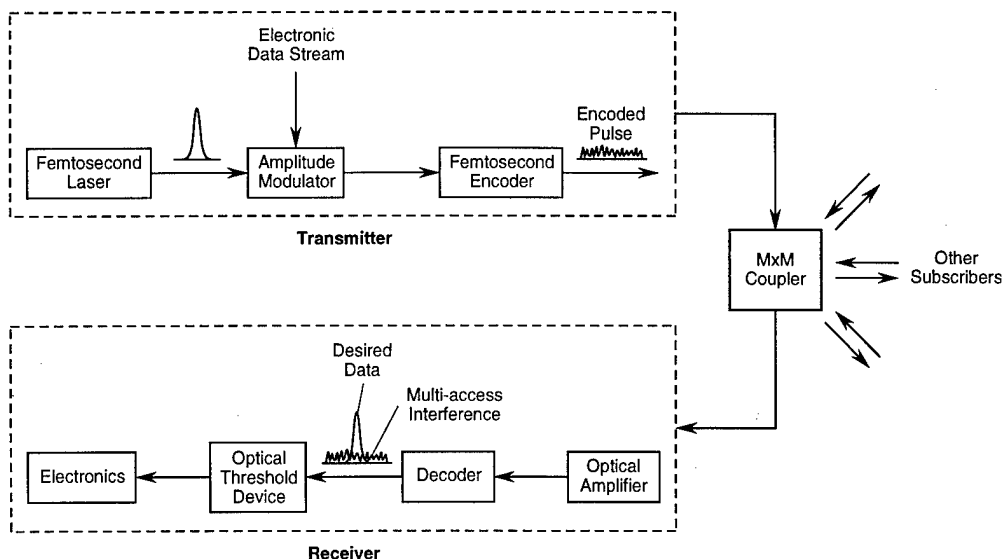 Electronic
Data Stream
Femtosecond
Laser
Amplitude
Modulator
Femtosecond
Encoder
Encoded
Pulse
Transmitter
MxM
Coupler
Other
Subscribers
Desired
Data
Multi-access
Interference
Electronics
Optical
Threshold
Device
Decoder
Optical
Amplifier
Receiver